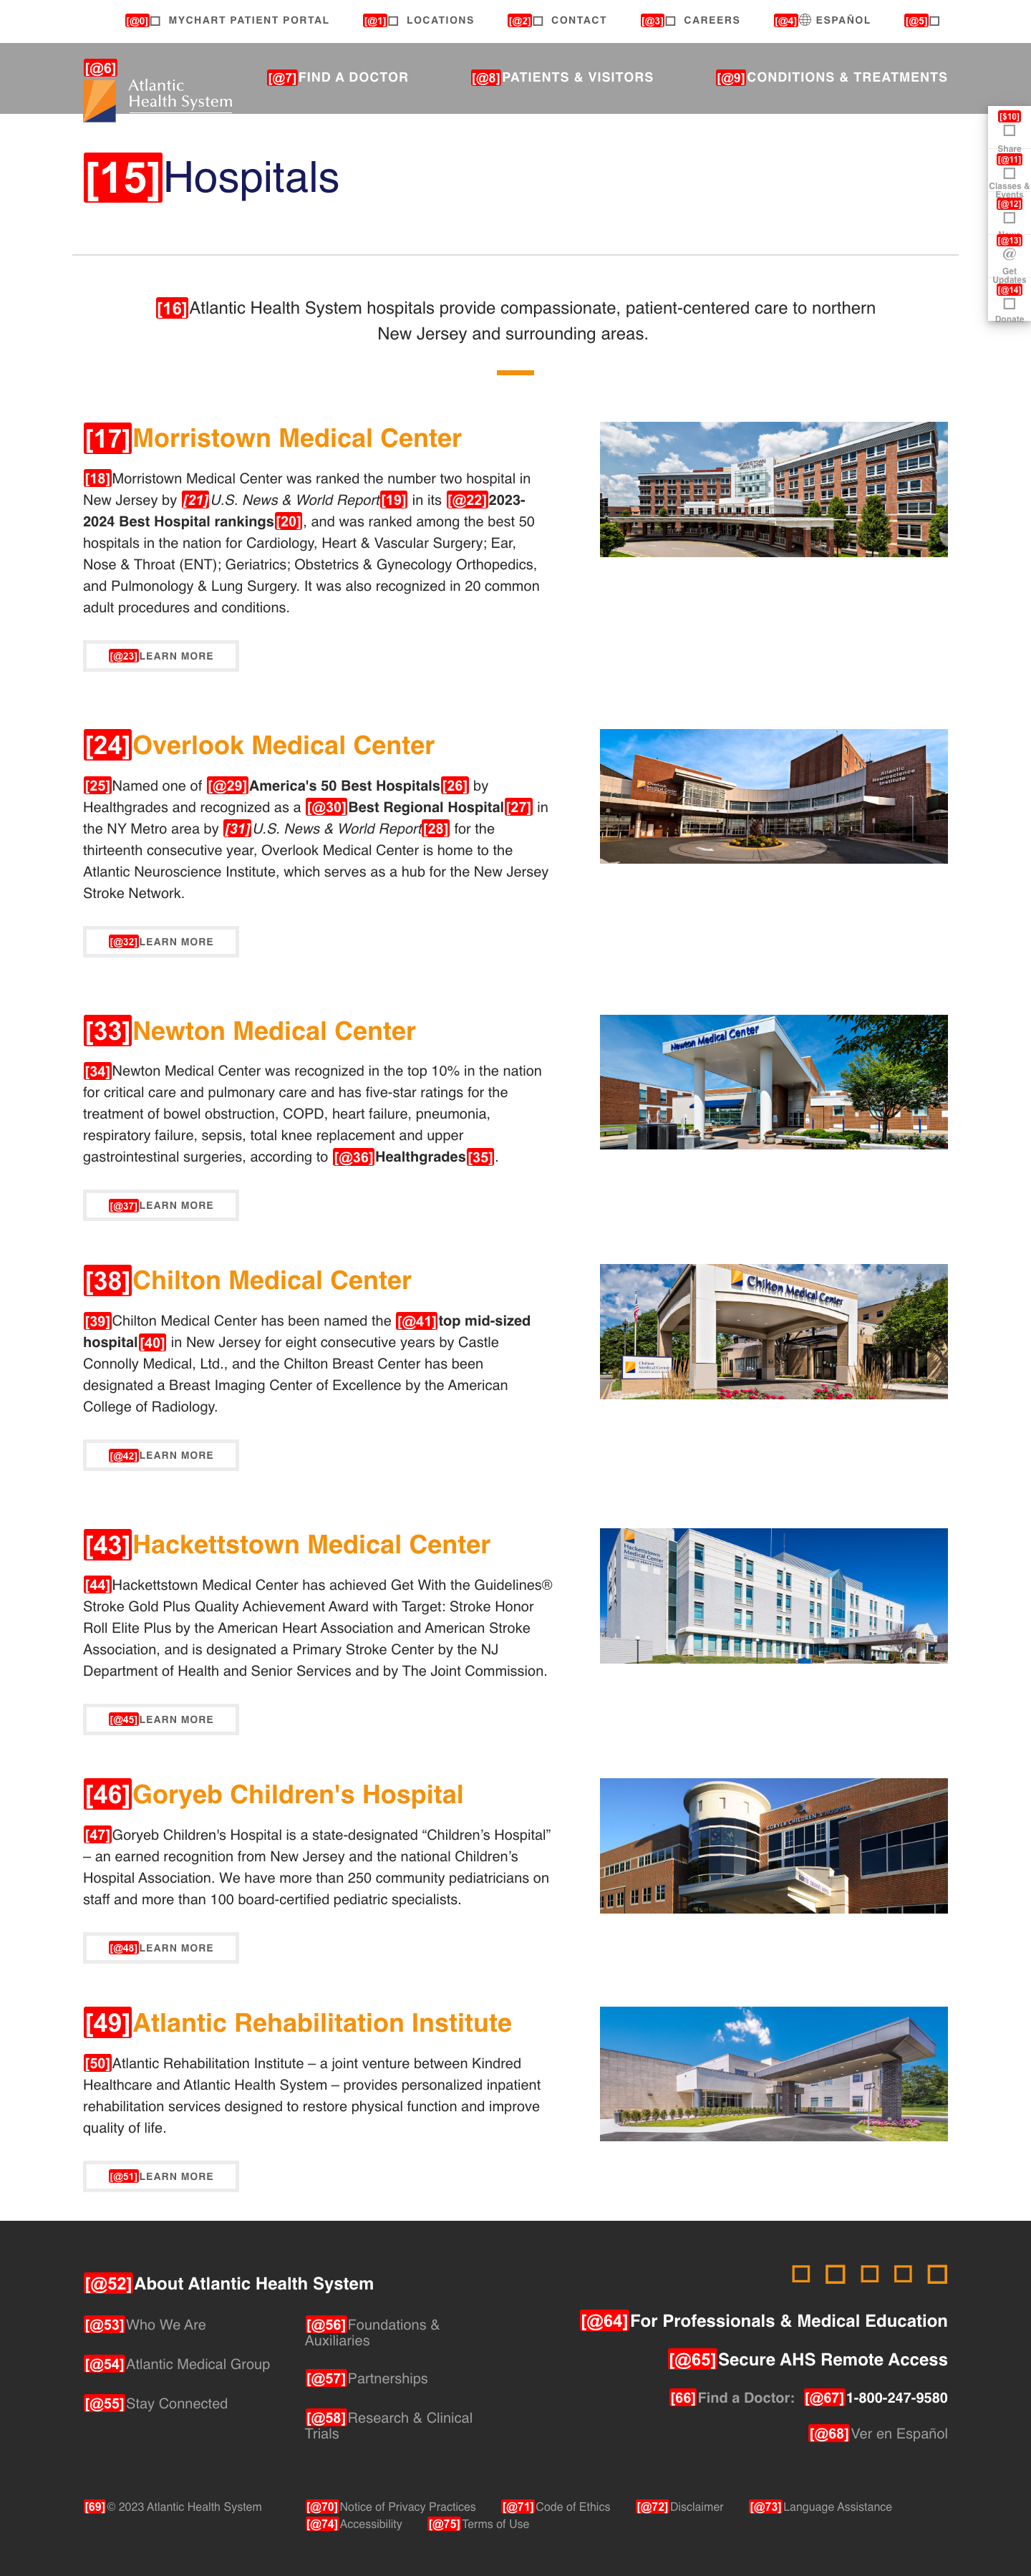 [@0] MYCHART PATIENT PORTAL [@1] LOCATIONS [@2] CONTACT [@3] CAREERS [@4] ESPAÑOL [@5]
[@6]
Atlantic
Health System
[@7]FIND A DOCTOR [@8]PATIENTS & VISITORS [@9]CONDITIONS & TREATMENTS
[$10]
Share
[@11]
Classes &
Events
[@12]
[@13]
@
Get
Updates
[@14]
Donate
[15]Hospitals
[16]Atlantic Health System hospitals provide compassionate, patient-centered care to northern
New Jersey and surrounding areas.
[17]Morristown Medical Center
[18]Morristown Medical Center was ranked the number two hospital in
New Jersey by [21]U.S. News & World Report[19] in its [@22]2023-
2024 Best Hospital rankings[20], and was ranked among the best 50
hospitals in the nation for Cardiology, Heart & Vascular Surgery; Ear,
Nose & Throat (ENT); Geriatrics; Obstetrics & Gynecology Orthopedics,
and Pulmonology & Lung Surgery. It was also recognized in 20 common
adult procedures and conditions.
[@23]LEARN MORE
[24]Overlook Medical Center
[25]Named one of [@29]America's 50 Best Hospitals[26] by
Healthgrades and recognized as a [@30]Best Regional Hospital[27] in
the NY Metro area by [31]U.S. News & World Report[28] for the
thirteenth consecutive year, Overlook Medical Center is home to the
Atlantic Neuroscience Institute, which serves as a hub for the New Jersey
Stroke Network.
Atlantic
Neuroscience
Institute
[@32]LEARN MORE
[33]Newton Medical Center
[34]Newton Medical Center was recognized in the top 10% in the nation
for critical care and pulmonary care and has five-star ratings for the
treatment of bowel obstruction, COPD, heart failure, pneumonia,
respiratory failure, sepsis, total knee replacement and upper
gastrointestinal surgeries, according to [@36]Healthgrades[35].
Newton Medical Center
[@37]LEARN MORE
[38]Chilton Medical Center
[39]Chilton Medical Center has been named the [@41]top mid-sized
hospital[40] in New Jersey for eight consecutive years by Castle
Connolly Medical, Ltd., and the Chilton Breast Center has been
designated a Breast Imaging Center of Excellence by the American
College of Radiology.
Chilton Medical Center
Chilton
Medical Center
[@42]LEARN MORE
[43]Hackettstown Medical Center
[44]Hackettstown Medical Center has achieved Get With the Guidelines®
Stroke Gold Plus Quality Achievement Award with Target: Stroke Honor
Roll Elite Plus by the American Heart Association and American Stroke
Association, and is designated a Primary Stroke Center by the NJ
Department of Health and Senior Services and by The Joint Commission.
Hackettstown
Medical Center
[@45]LEARN MORE
[46]Goryeb Children's Hospital
[47]Goryeb Children's Hospital is a state-designated “Children’s Hospital”
– an earned recognition from New Jersey and the national Children’s
Hospital Association. We have more than 250 community pediatricians on
staff and more than 100 board-certified pediatric specialists.
GORYEB CHILDREN'S HOSPITAL
[@48]LEARN MORE
[49]Atlantic Rehabilitation Institute
[50]Atlantic Rehabilitation Institute – a joint venture between Kindred
Healthcare and Atlantic Health System – provides personalized inpatient
rehabilitation services designed to restore physical function and improve
quality of life.
[@51]LEARN MORE
[@52]About Atlantic Health System
[@53]Who We Are
[@54]Atlantic Medical Group
[@55]Stay Connected
[@56]Foundations &
Auxiliaries
[@57]Partnerships
[@58]Research & Clinical
Trials
[@64]For Professionals & Medical Education
[@65]Secure AHS Remote Access
[66]Find a Doctor: [@67]1-800-247-9580
[@68]Ver en Español
[69]© 2023 Atlantic Health System
[@70]Notice of Privacy Practices [@71]Code of Ethics [@72]Disclaimer [@73]Language Assistance
[@74]Accessibility [@75]Terms of Use